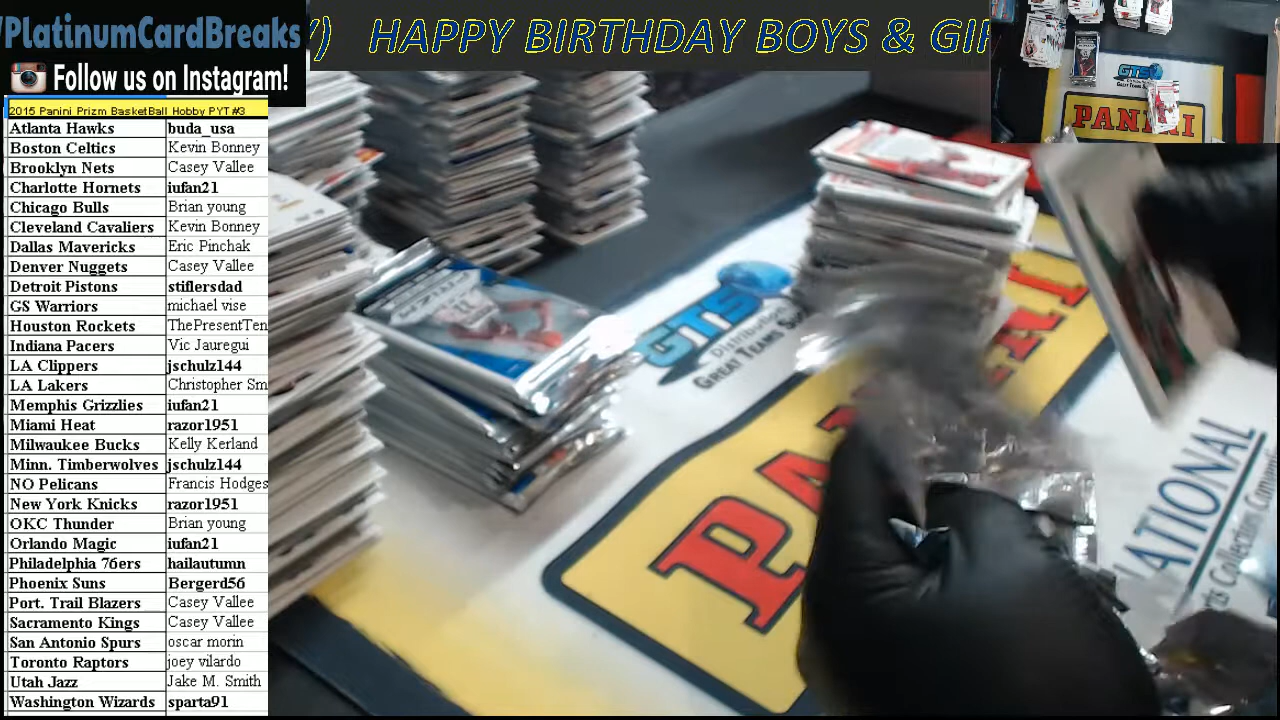 /PlatinumCardBreaks
Follow us on Instagram!
) HAPPY BIRTHDAY BOYS & GI
2015 Panini Prizm BasketBall Hobby PYT #3
Atlanta Hawks buda_usa
Boston Celtics Kevin Bonney
Brooklyn Nets Casey Vallee
Charlotte Hornets iufan21
Chicago Bulls Brian young
Cleveland Cavaliers Kevin Bonney
Dallas Mavericks Eric Pinchak
Denver Nuggets Casey Vallee
Detroit Pistons stiflersdad
GS Warriors michael vise
Houston Rockets ThePresentTen
Indiana Pacers Vic Jauregui
LA Clippers jschulz144
LA Lakers Christopher Sm
Memphis Grizzlies iufan21
Miami Heat razor1951
Milwaukee Bucks Kelly Kerland
Minn. Timberwolves jschulz144
NO Pelicans Francis Hodges
New York Knicks razor1951
OKC Thunder Brian young
Orlando Magic iufan21
Philadelphia 76ers hailautumn
Phoenix Suns Bergerd56
Port. Trail Blazers Casey Vallee
Sacramento Kings Casey Vallee
San Antonio Spurs oscar morin
Toronto Raptors joey vilardo
Utah Jazz Jake M. Smith
Washington Wizards sparta91
PRIZM
GTS
Distribution
GREAT TEAMS
PA NI
NATIONAL
GTS
PANINI